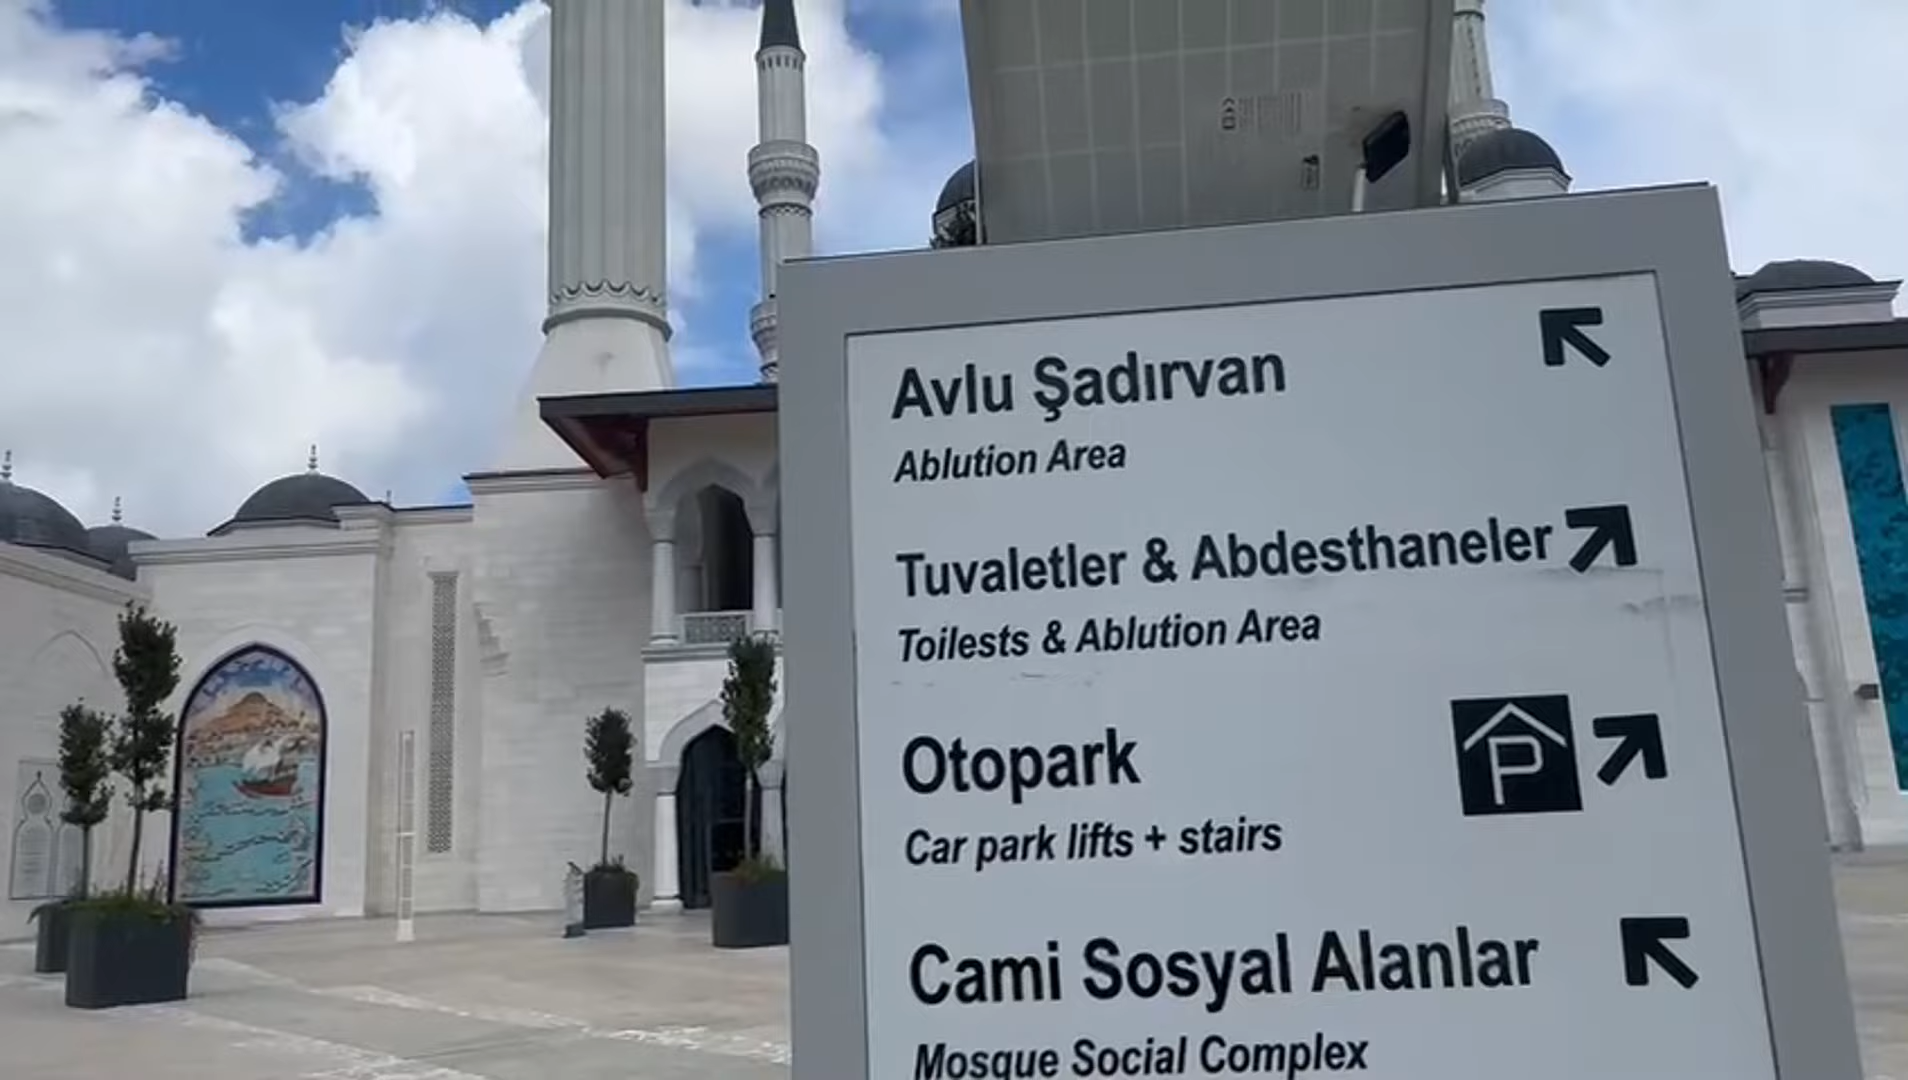 Avlu Şadırvan
Ablution Area
Tuvaletler & Abdesthaneler
Toilests & Ablution Area
Otopark
P
Car park lifts + stairs
Cami Sosyal Alanlar
Mosque Social Complex